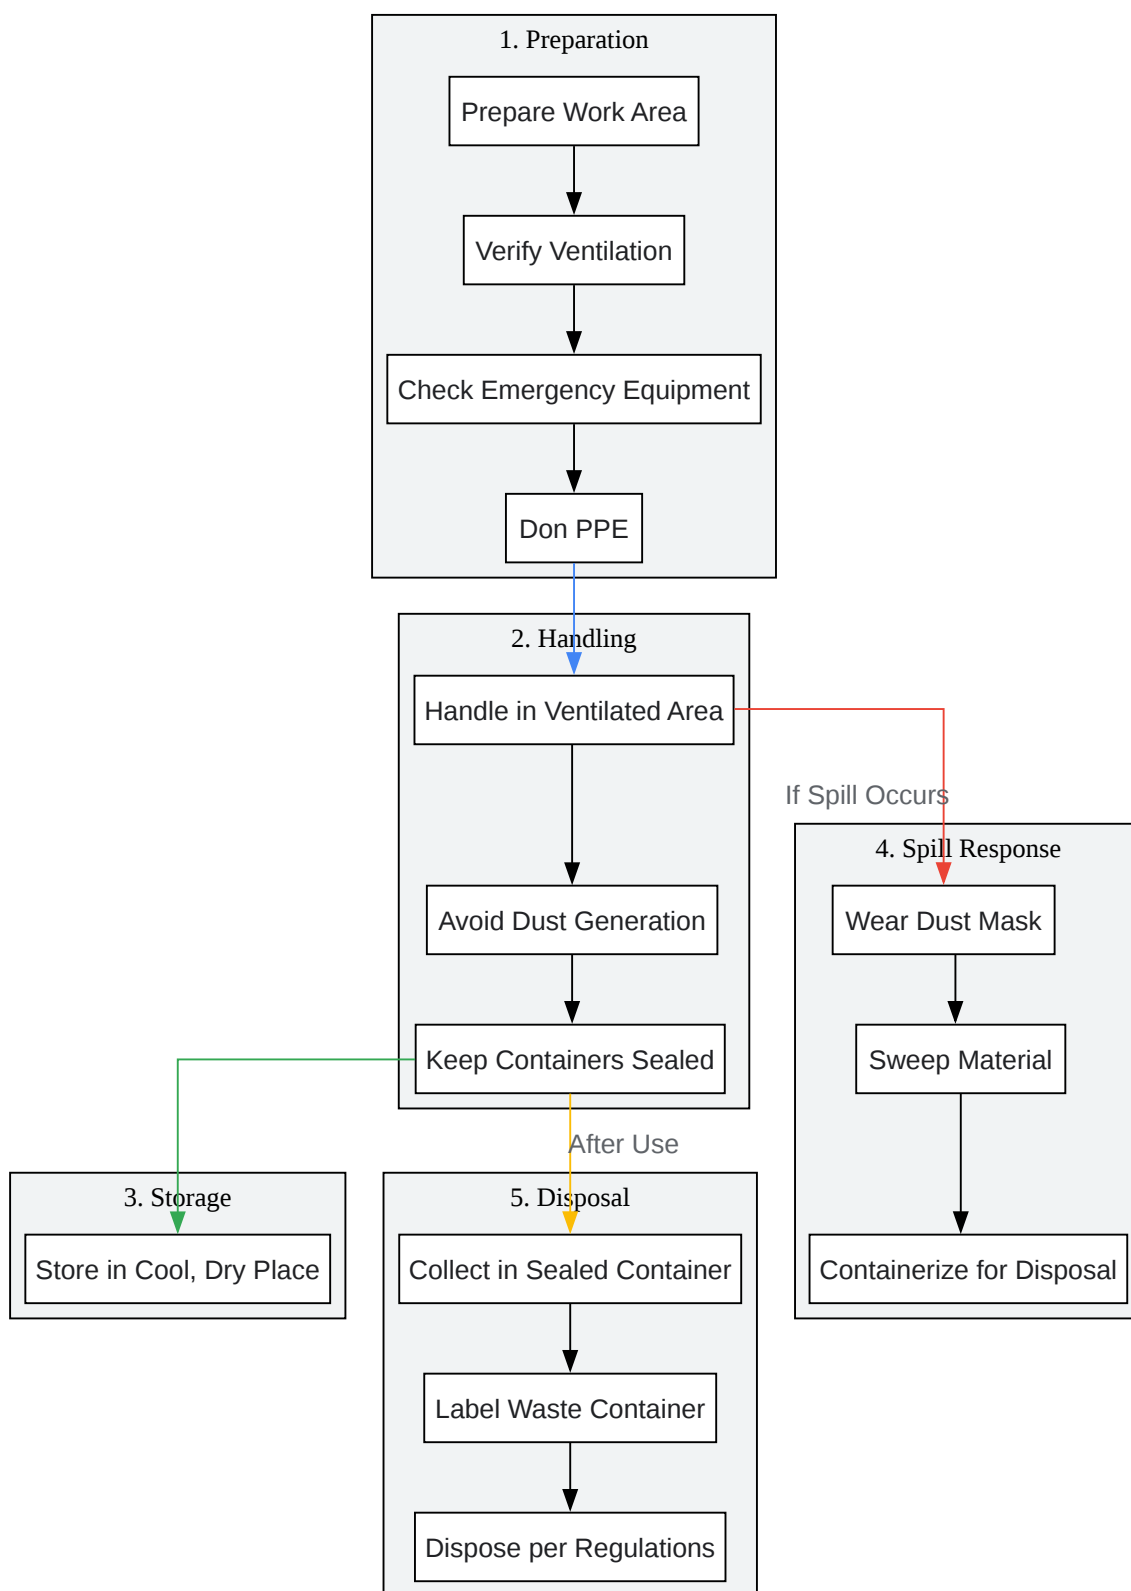 1. Preparation
Prepare Work Area
Verify Ventilation
Check Emergency Equipment
Don PPE
2. Handling
Handle in Ventilated Area
If Spill Occurs
4. Spill Response
Avoid Dust Generation
Wear Dust Mask
Keep Containers Sealed
Sweep Material
After Use
3. Storage
5. Disposal
Store in Cool, Dry Place
Collect in Sealed Container
Containerize for Disposal
Label Waste Container
Dispose per Regulations